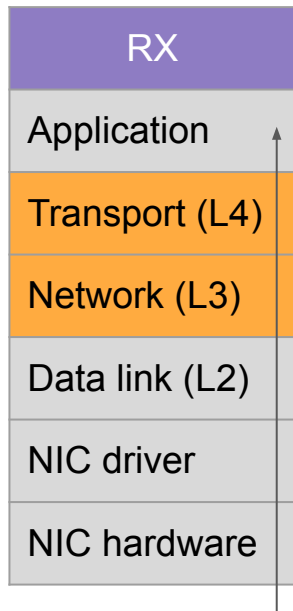 RX
Application
Transport (L4)
Network (L3)
Data link (L2)
NIC driver
NIC hardware